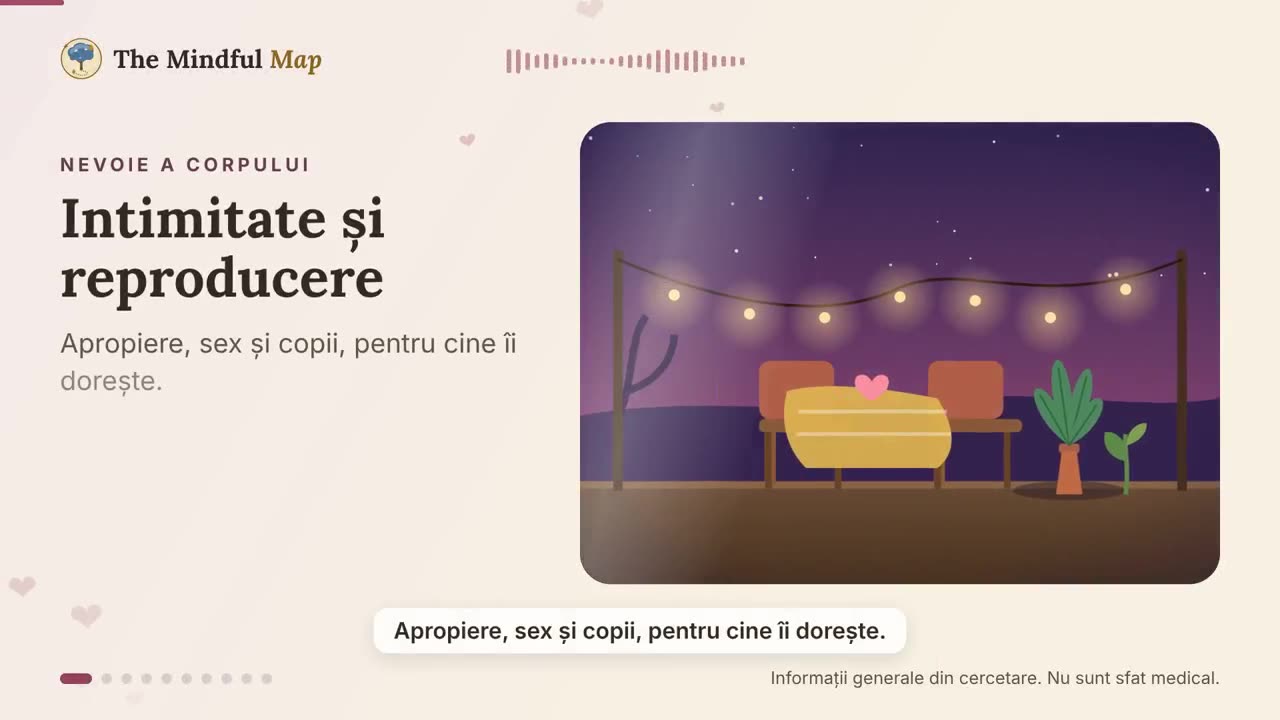 The Mindful Map
NEVOIE A CORPULUI
Intimitate și
reproducere
Apropiere, sex și copii, pentru cine îi
dorește.
Apropiere, sex și copii, pentru cine îi dorește.
Informații generale din cercetare. Nu sunt sfat medical.